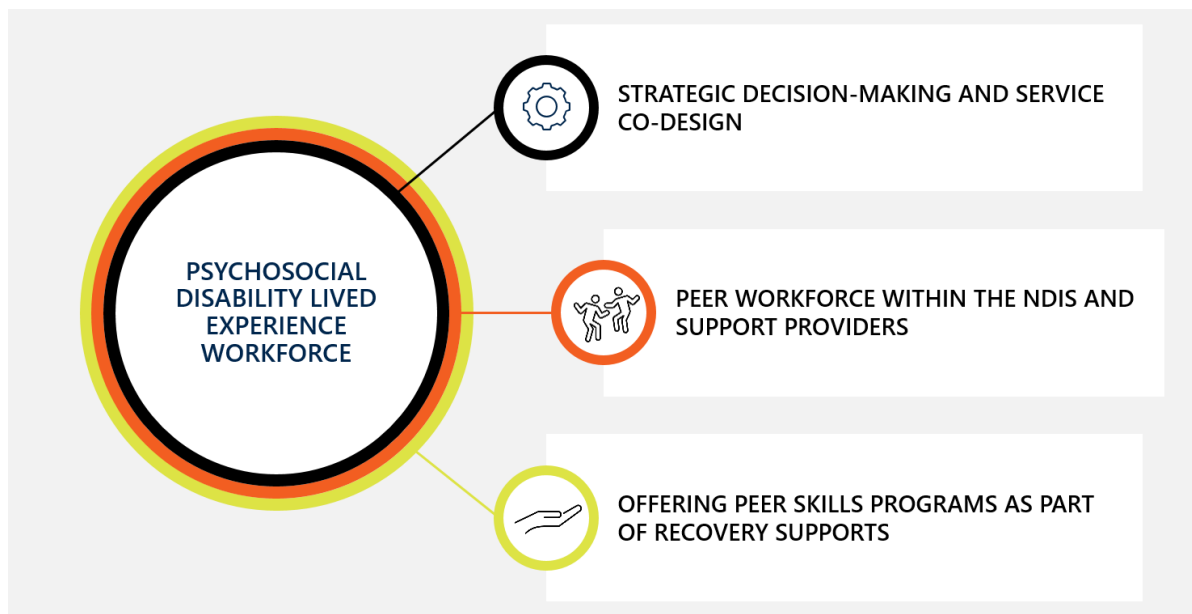 PSYCHOSOCIAL
DISABILITY LIVED
EXPERIENCE
WORKFORCE
STRATEGIC DECISION-MAKING AND SERVICE
CO-DESIGN
PEER WORKFORCE WITHIN THE NDIS AND
SUPPORT PROVIDERS
OFFERING PEER SKILLS PROGRAMS AS PART
OF RECOVERY SUPPORTS